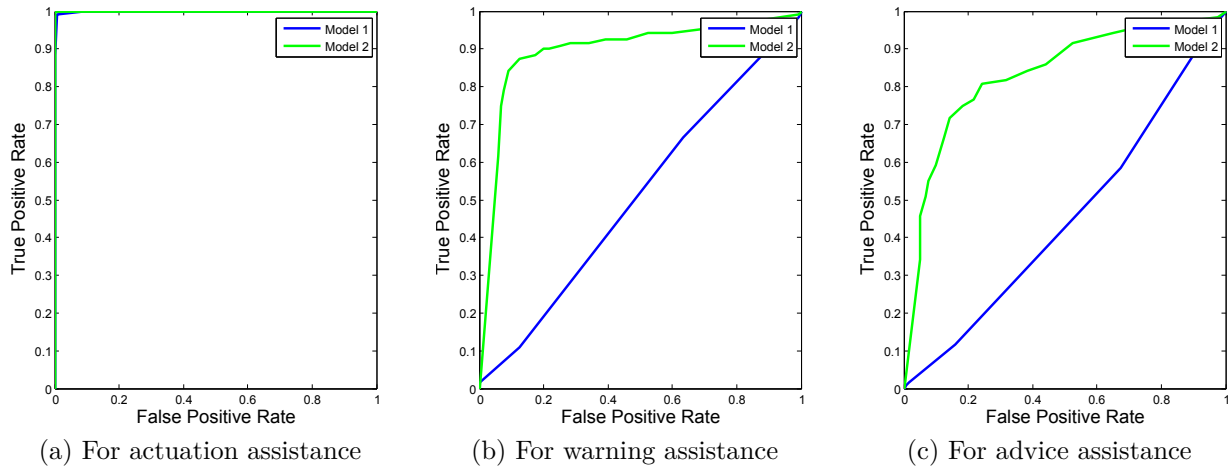 True Positive Rate
1
0.9
0.8
0.7
0.6
0.5
0.4
0.3
0.2
0.1
0
0 0.2 0.4 0.6 0.8 1
False Positive Rate
Model 1
Model 2
(a) For actuation assistance
True Positive Rate
1
0.9
0.8
0.7
0.6
0.5
0.4
0.3
0.2
0.1
0
0 0.2 0.4 0.6 0.8 1
False Positive Rate
Model 1
Model 2
(b) For warning assistance
True Positive Rate
1
0.9
0.8
0.7
0.6
0.5
0.4
0.3
0.2
0.1
0
0 0.2 0.4 0.6 0.8 1
False Positive Rate
Model 1
Model 2
(c) For advice assistance